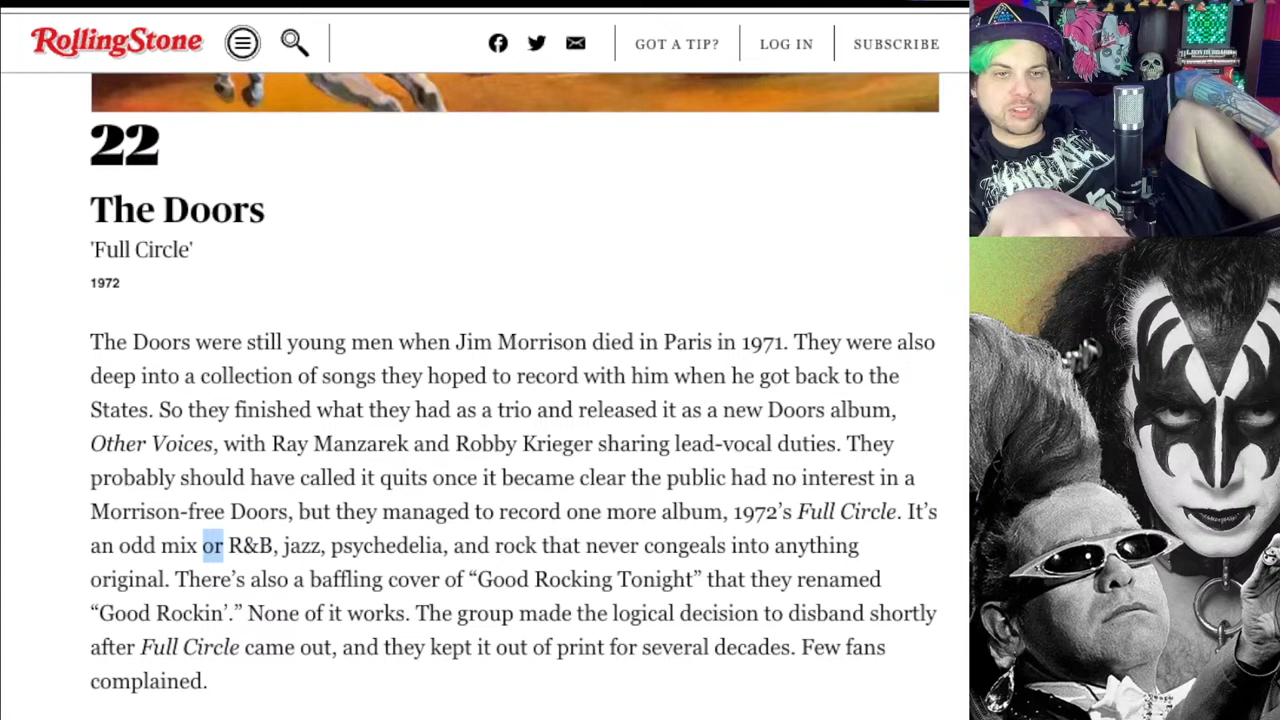 RollingStone
GOT A TIP?
LOG IN
SUBSCRIBE
22
The Doors
'Full Circle'
1972
The Doors were still young men when Jim Morrison died in Paris in 1971. They were also
deep into a collection of songs they hoped to record with him when he got back to the
States. So they finished what they had as a trio and released it as a new Doors album,
Other Voices, with Ray Manzarek and Robby Krieger sharing lead-vocal duties. They
probably should have called it quits once it became clear the public had no interest in a
Morrison-free Doors, but they managed to record one more album, 1972’s Full Circle. It’s
an odd mix or R&B, jazz, psychedelia, and rock that never congeals into anything
original. There’s also a baffling cover of “Good Rocking Tonight” that they renamed
“Good Rockin’.” None of it works. The group made the logical decision to disband shortly
after Full Circle came out, and they kept it out of print for several decades. Few fans
complained.